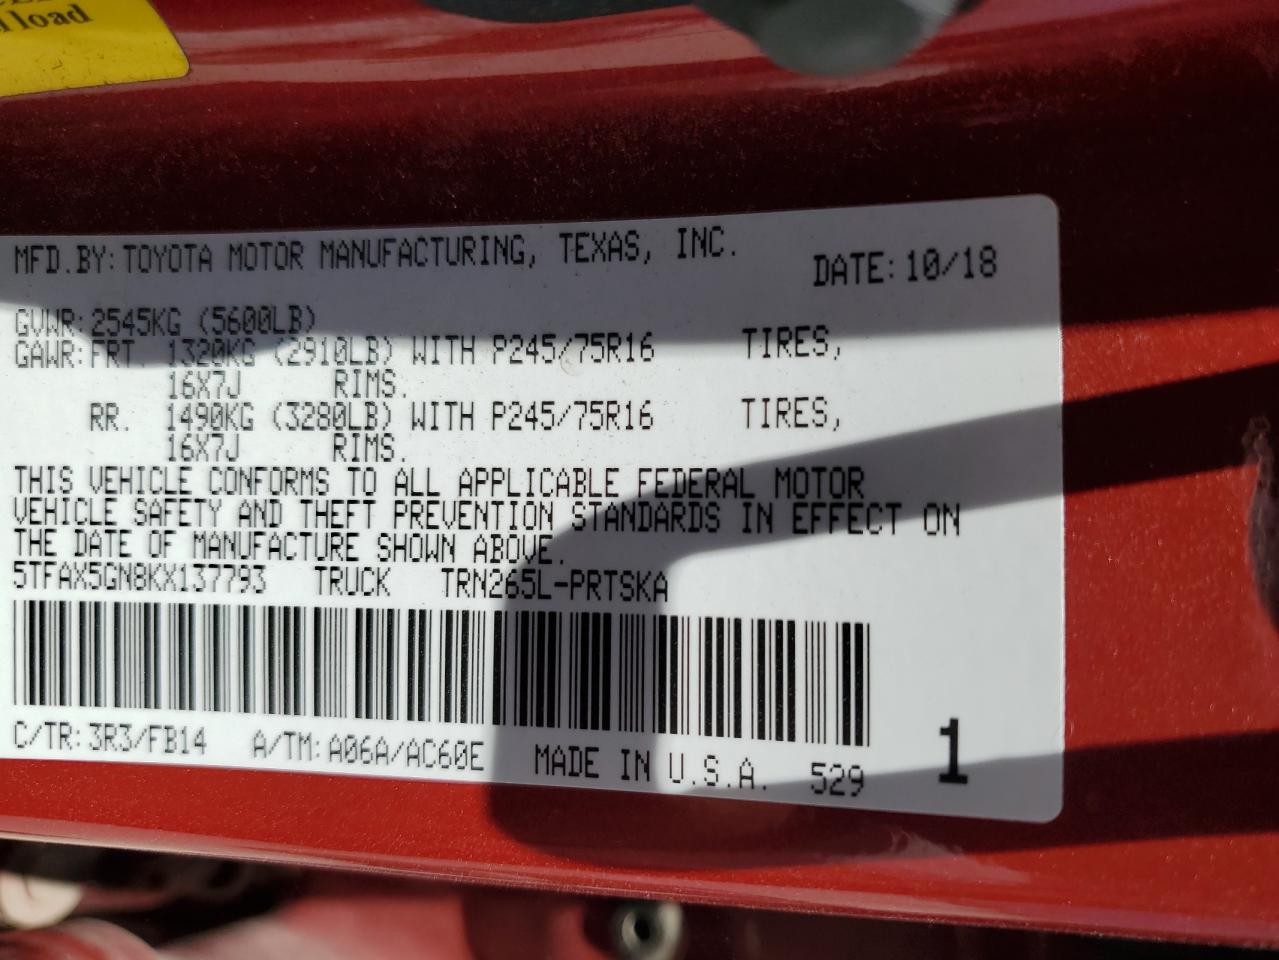 load
MFD.BY: TOYOTA MOTOR MANUFACTURING, TEXAS, INC. DATE: 10/18
GVWR: 2545KG (5600LB)
GAWR: FRT. 1320KG (2910LB) WITH P245/75R16 TIRES,
16X7J RIMS.
RR. 1490KG (3280LB) WITH P245/75R16 TIRES,
16X7J RIMS.
THIS VEHICLE CONFORMS TO ALL APPLICABLE FEDERAL MOTOR
VEHICLE SAFETY AND THEFT PREVENTION STANDARDS IN EFFECT ON
THE DATE OF MANUFACTURE SHOWN ABOVE.
5TFAX5GN8KX137793 TRUCK TRN265L-PRTSKA
C/TR: 3R3/FB14 A/TM: A06A/AC60E MADE IN U.S.A. 529 1